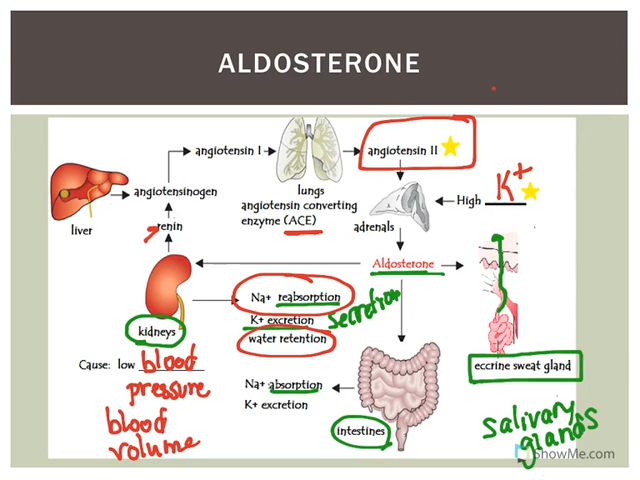 ALDOSTERONE
angiotensin I
angiotensin II
lungs
angiotensin converting
enzyme (ACE)
angiotensinogen
liver
renin
adrenals
High K+
Aldosterone
Na+ reabsorption
K+ excretion
secretion
water retention
kidneys
Cause: low blood
pressure
blood
volume
Na+ absorption
K+ excretion
intestines
eccrine sweat gland
salivary
glands
ShowMe.com